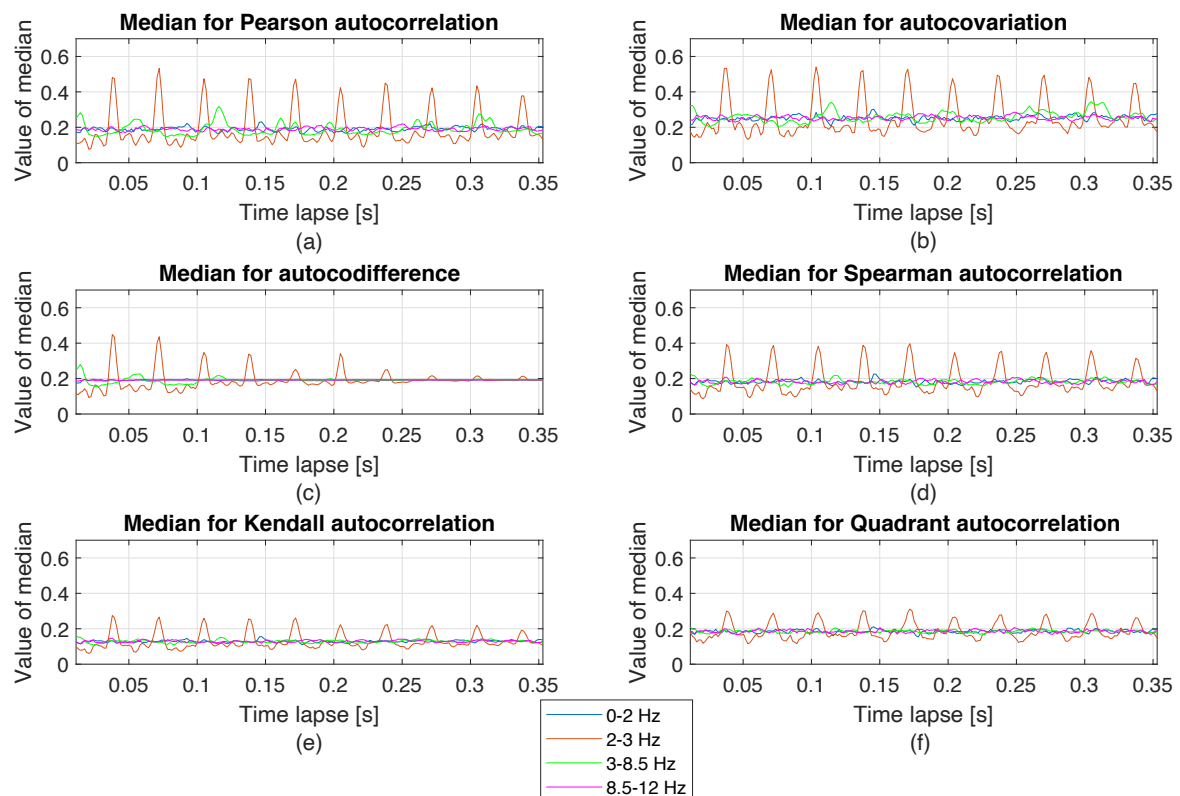 Median for Pearson autocorrelation
Value of median
0.6
0.4
0.2
0
0.05 0.1 0.15 0.2 0.25 0.3 0.35
Time lapse [s]
(a)
Median for autocovariation
Value of median
0.6
0.4
0.2
0
0.05 0.1 0.15 0.2 0.25 0.3 0.35
Time lapse [s]
(b)
Median for autocodifference
Value of median
0.6
0.4
0.2
0
0.05 0.1 0.15 0.2 0.25 0.3 0.35
Time lapse [s]
(c)
Median for Spearman autocorrelation
Value of median
0.6
0.4
0.2
0
0.05 0.1 0.15 0.2 0.25 0.3 0.35
Time lapse [s]
(d)
Median for Kendall autocorrelation
Value of median
0.6
0.4
0.2
0
0.05 0.1 0.15 0.2 0.25 0.3 0.35
Time lapse [s]
(e)
Median for Quadrant autocorrelation
Value of median
0.6
0.4
0.2
0
0.05 0.1 0.15 0.2 0.25 0.3 0.35
Time lapse [s]
(f)
0-2 Hz
2-3 Hz
3-8.5 Hz
8.5-12 Hz